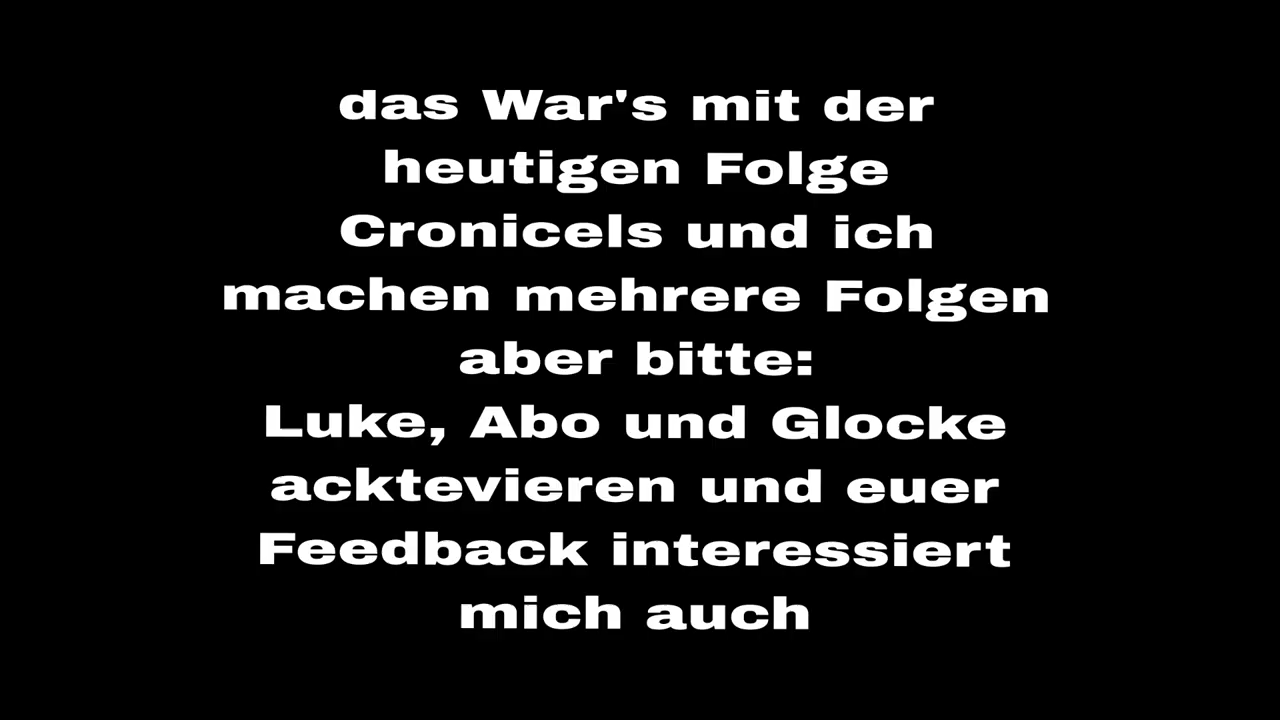 das War's mit der
heutigen Folge
Cronicels und ich
machen mehrere Folgen
aber bitte:
Luke, Abo und Glocke
acktevieren und euer
Feedback interessiert
mich auch